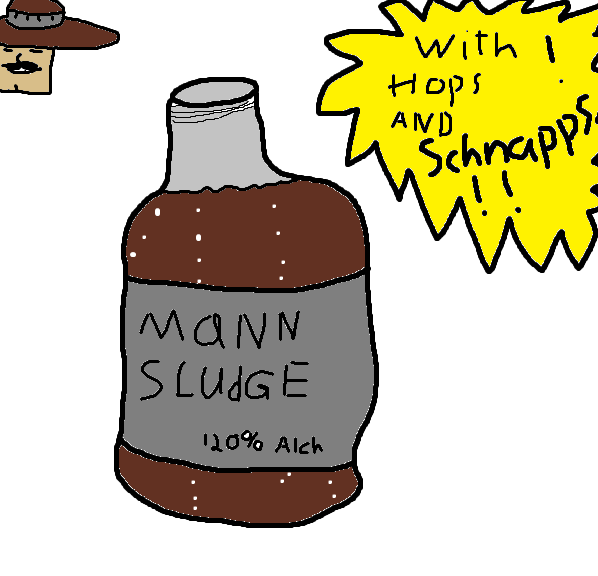 With !
HOPS
AND
Schnapps
!!
MANN
SLUDGE
120% Alch